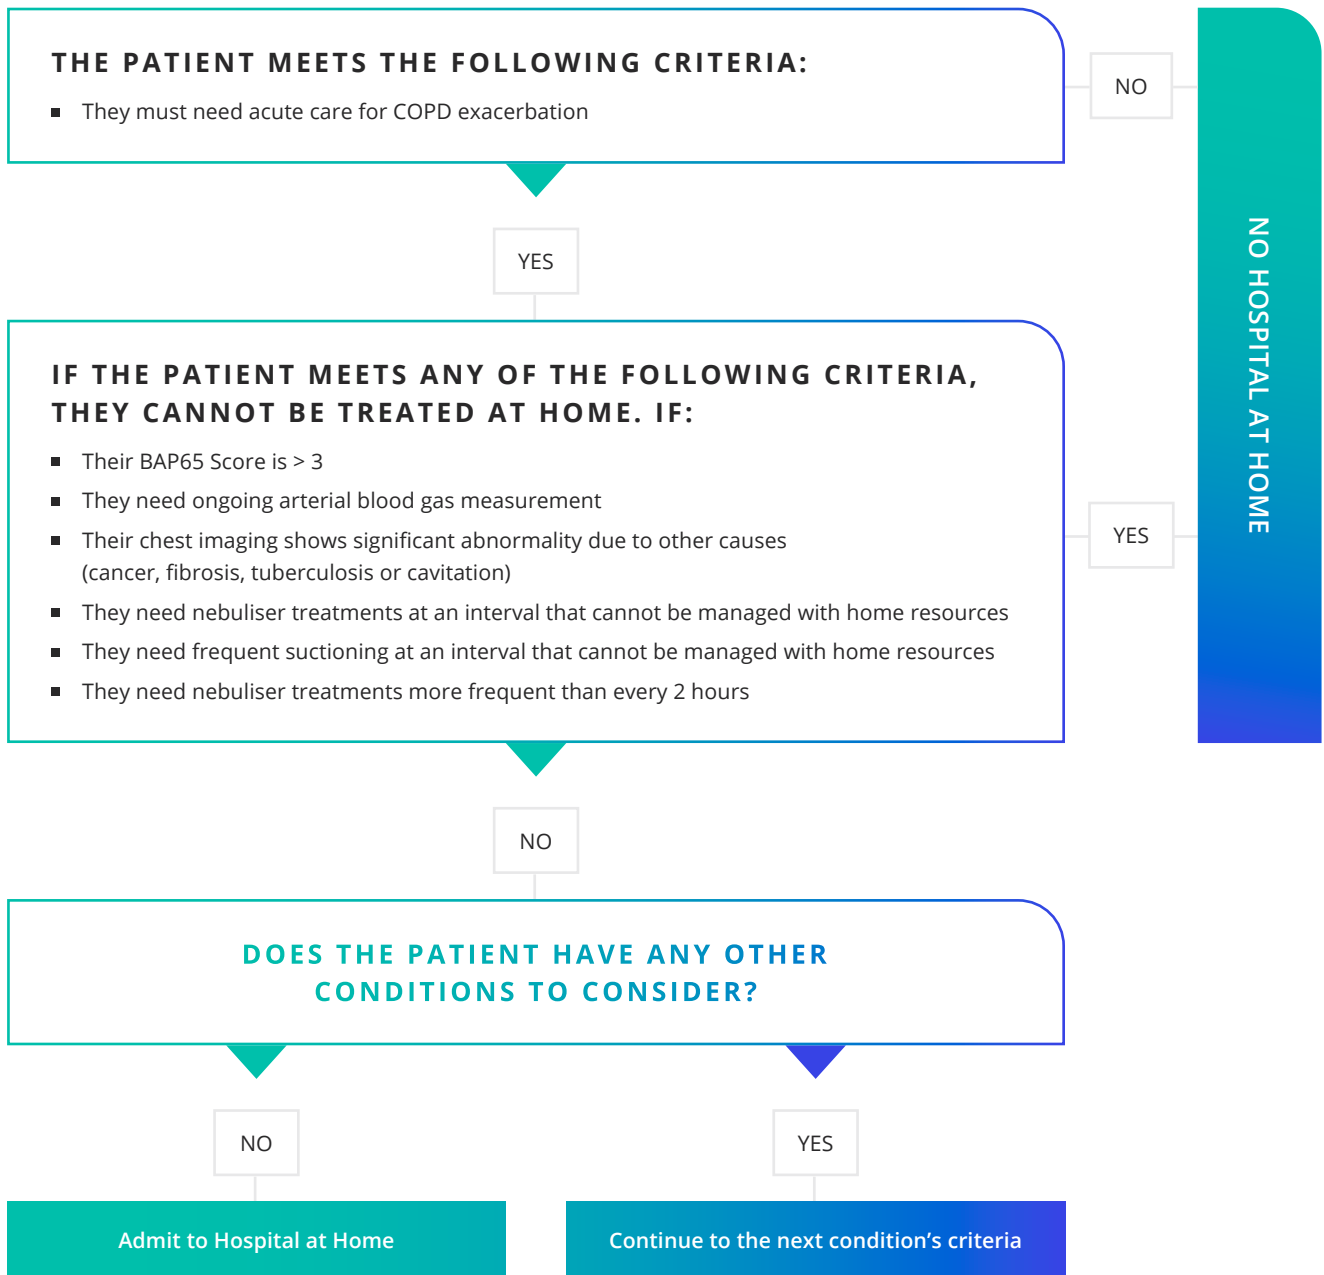 THE PATIENT MEETS THE FOLLOWING CRITERIA:
▪ They must need acute care for COPD exacerbation
NO
NO HOSPITAL AT HOME
YES
IF THE PATIENT MEETS ANY OF THE FOLLOWING CRITERIA,
THEY CANNOT BE TREATED AT HOME. IF:
▪ Their BAP65 Score is > 3
▪ They need ongoing arterial blood gas measurement
▪ Their chest imaging shows significant abnormality due to other causes
(cancer, fibrosis, tuberculosis or cavitation)
▪ They need nebuliser treatments at an interval that cannot be managed with home resources
▪ They need frequent suctioning at an interval that cannot be managed with home resources
▪ They need nebuliser treatments more frequent than every 2 hours
YES
NO
DOES THE PATIENT HAVE ANY OTHER
CONDITIONS TO CONSIDER?
NO
YES
Admit to Hospital at Home
Continue to the next condition’s criteria